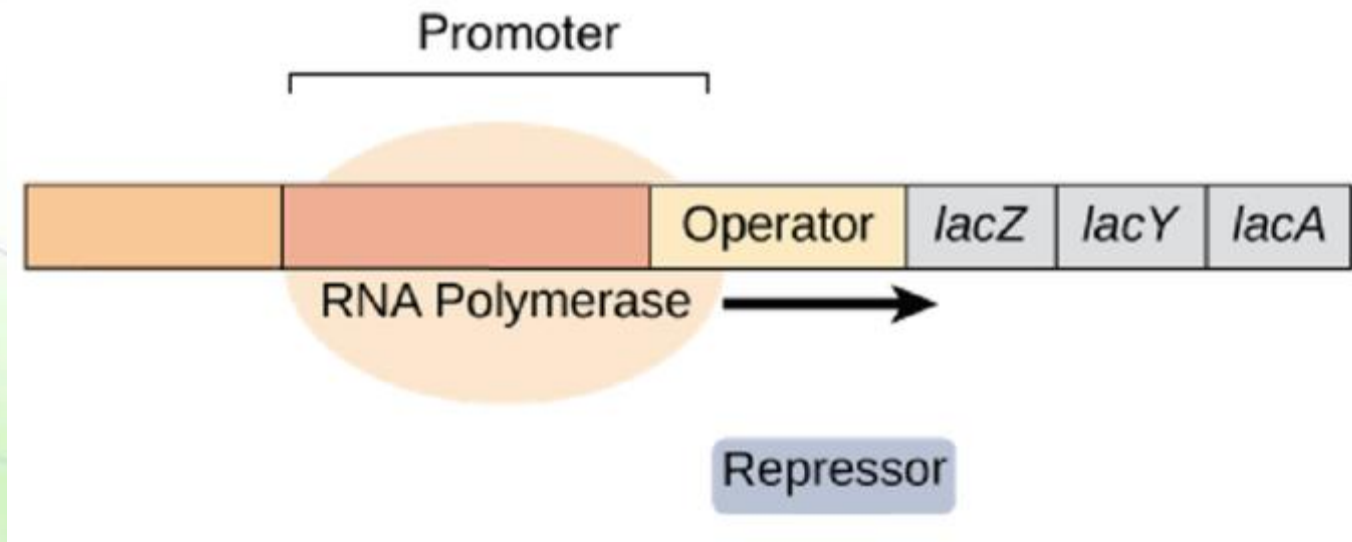 Promoter
Operator lacZ lacY lacA
RNA Polymerase
Repressor